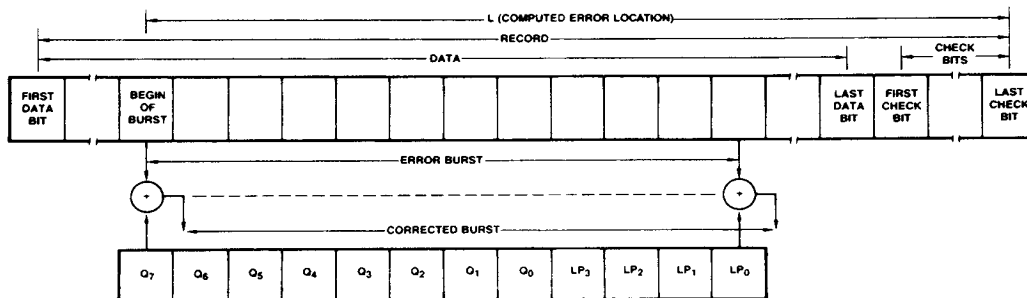 L (COMPUTED ERROR LOCATION)
RECORD
DATA
CHECK
BITS
FIRST
DATA
BIT
BEGIN
OF
BURST
LAST
DATA
BIT
FIRST
CHECK
BIT
LAST
CHECK
BIT
ERROR BURST
+ +
CORRECTED BURST
Q7 Q6 Q5 Q4 Q3 Q2 Q1 Q0 LP3 LP2 LP1 LP0